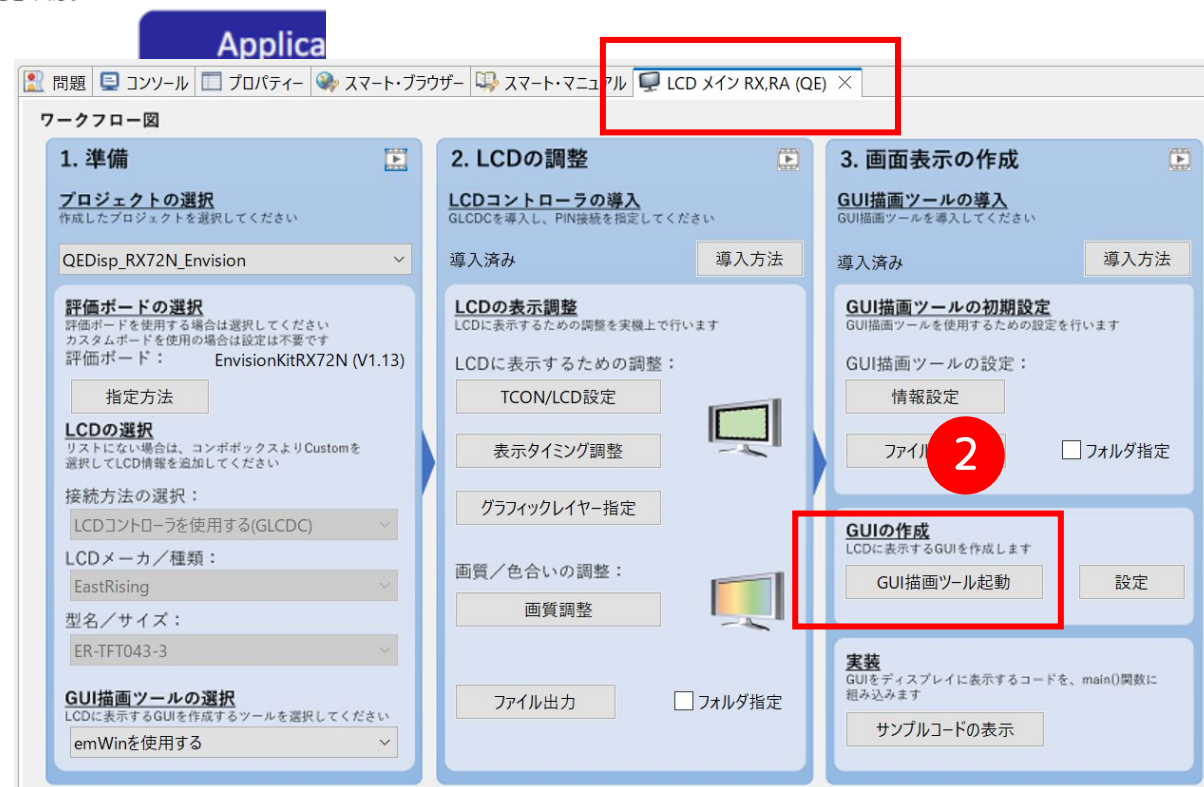 Applica
問題 コンソール プロパティー スマート・ブラウザー スマート・マニュアル LCD メイン RX,RA (QE)
ワークフロー図
1. 準備
プロジェクトの選択
作成したプロジェクトを選択してください
QEDisp_RX72N_Envision
評価ボードの選択
評価ボードを使用する場合は選択してください
カスタムボードを使用の場合は設定は不要です
評価ボード： EnvisionKitRX72N (V1.13)
指定方法
LCDの選択
リストにない場合は、コンボボックスよりCustomを
選択してLCD情報を追加してください
接続方法の選択：
LCDコントローラを使用する(GLCDC)
LCDメーカ／種類：
EastRising
型名／サイズ：
ER-TFT043-3
GUI描画ツールの選択
LCDに表示するGUIを作成するツールを選択してください
emWinを使用する
2. LCDの調整
LCDコントローラの導入
GLCDCを導入し、PIN接続を指定してください
導入済み 導入方法
LCDの表示調整
LCDに表示するための調整を実機上で行います
LCDに表示するための調整：
TCON/LCD設定
表示タイミング調整
グラフィックレイヤー指定
画質／色合いの調整：
画質調整
ファイル出力 フォルダ指定
3. 画面表示の作成
GUI描画ツールの導入
GUI描画ツールを導入してください
導入済み 導入方法
GUI描画ツールの初期設定
GUI描画ツールを使用するための設定を行います
GUI描画ツールの設定：
情報設定
ファイル 2 フォルダ指定
GUIの作成
LCDに表示するGUIを作成します
GUI描画ツール起動 設定
実装
GUIをディスプレイに表示するコードを、main()関数に
組み込みます
サンプルコードの表示